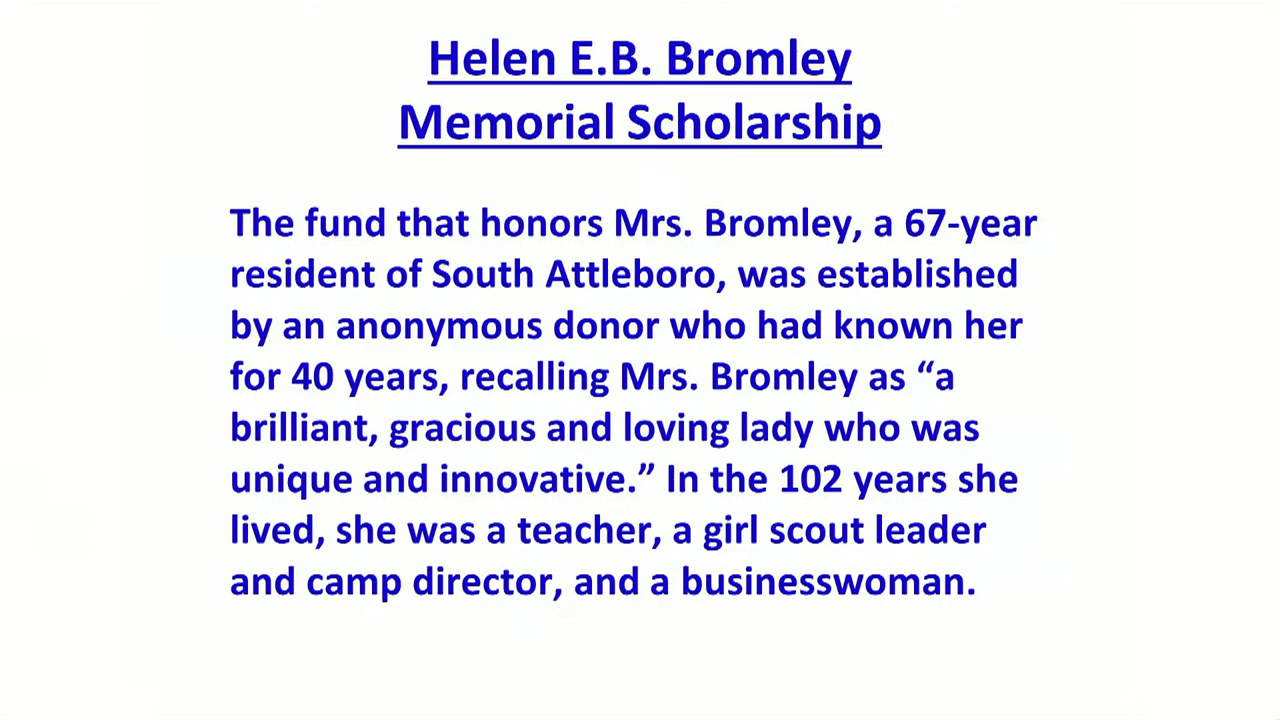 Helen E.B. Bromley
Memorial Scholarship
The fund that honors Mrs. Bromley, a 67-year
resident of South Attleboro, was established
by an anonymous donor who had known her
for 40 years, recalling Mrs. Bromley as “a
brilliant, gracious and loving lady who was
unique and innovative.” In the 102 years she
lived, she was a teacher, a girl scout leader
and camp director, and a businesswoman.